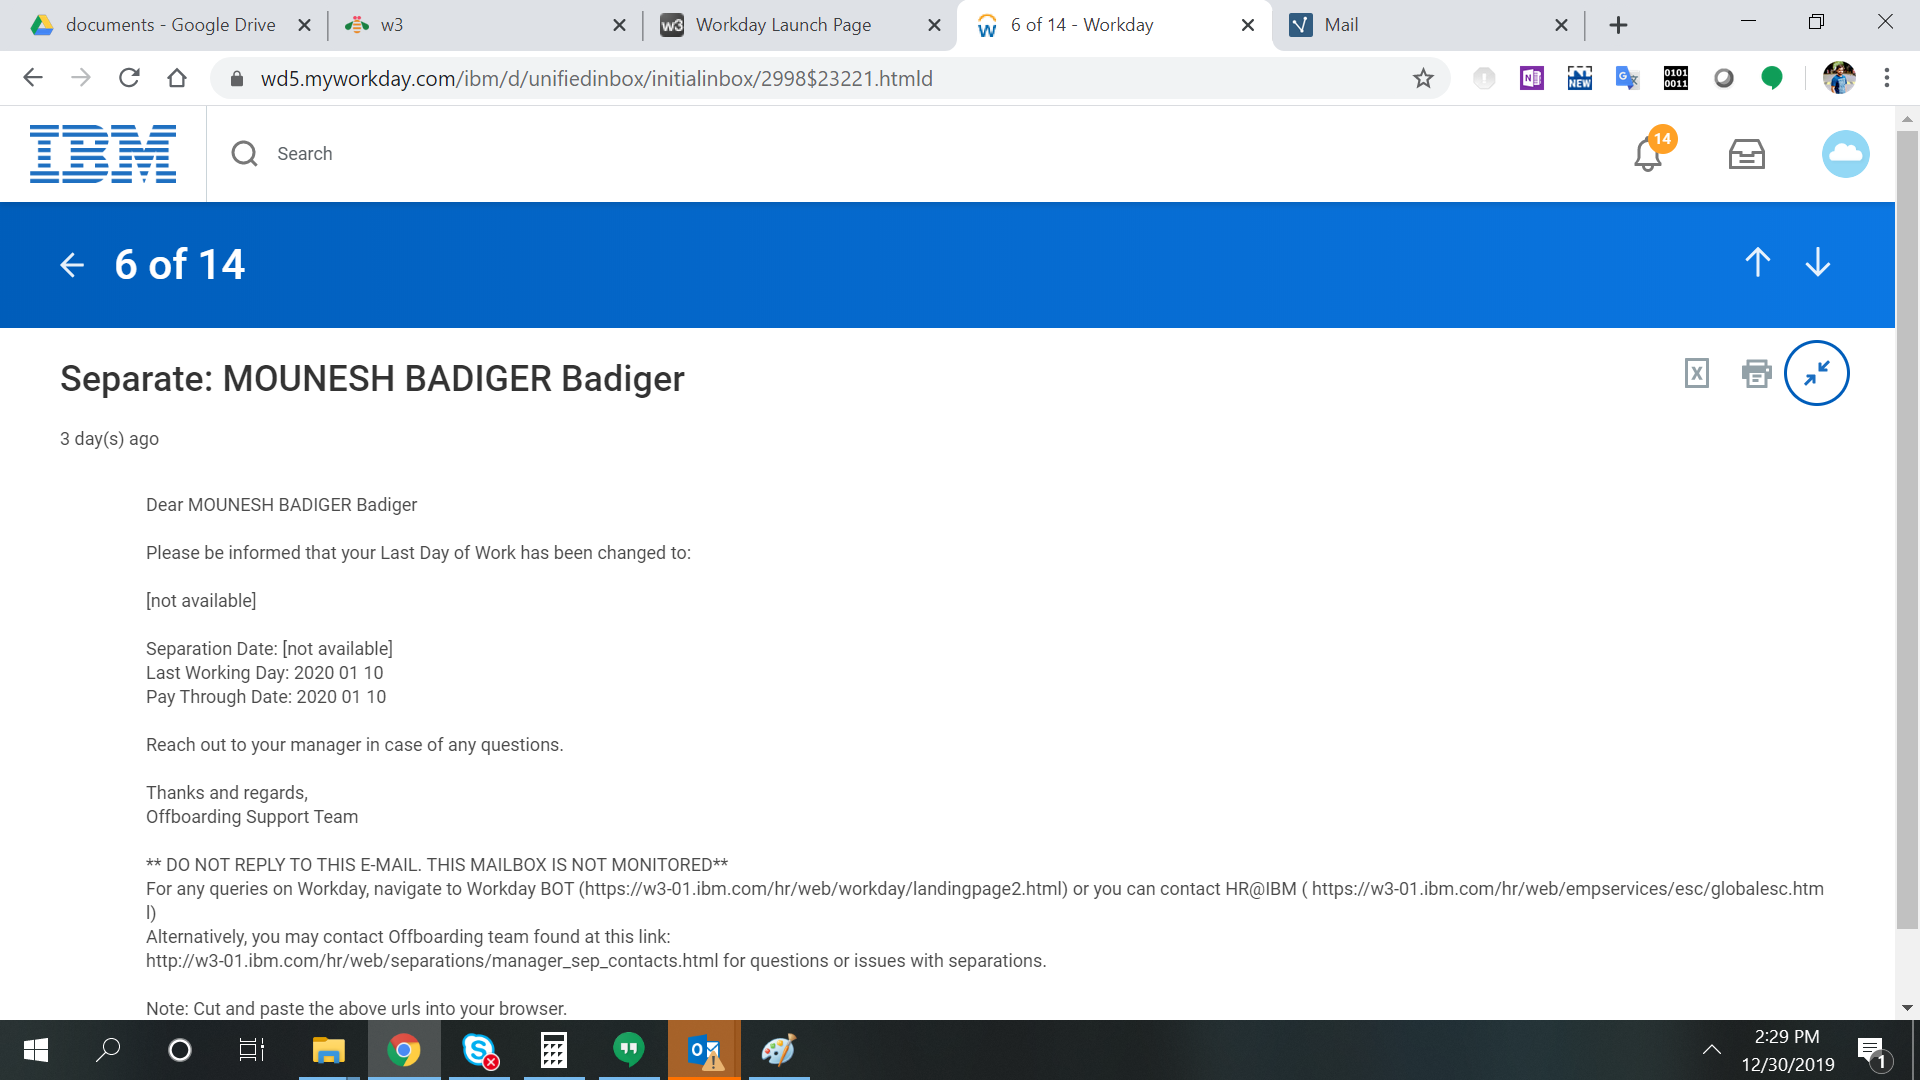 documents - Google Drive
w3
w3 Workday Launch Page
6 of 14 - Workday
Mail
wd5.myworkday.com/ibm/d/unifiedinbox/initialinbox/2998$23221.htmld
NEW
0101
0011
IBM
Search
14
6 of 14
Separate: MOUNESH BADIGER Badiger
3 day(s) ago
Dear MOUNESH BADIGER Badiger
Please be informed that your Last Day of Work has been changed to:
[not available]
Separation Date: [not available]
Last Working Day: 2020 01 10
Pay Through Date: 2020 01 10
Reach out to your manager in case of any questions.
Thanks and regards,
Offboarding Support Team
** DO NOT REPLY TO THIS E-MAIL. THIS MAILBOX IS NOT MONITORED**
For any queries on Workday, navigate to Workday BOT (https://w3-01.ibm.com/hr/web/workday/landingpage2.html) or you can contact HR@IBM ( https://w3-01.ibm.com/hr/web/empservices/esc/globalesc.htm
l)
Alternatively, you may contact Offboarding team found at this link:
http://w3-01.ibm.com/hr/web/separations/manager_sep_contacts.html for questions or issues with separations.
Note: Cut and paste the above urls into your browser.
2:29 PM
12/30/2019
1